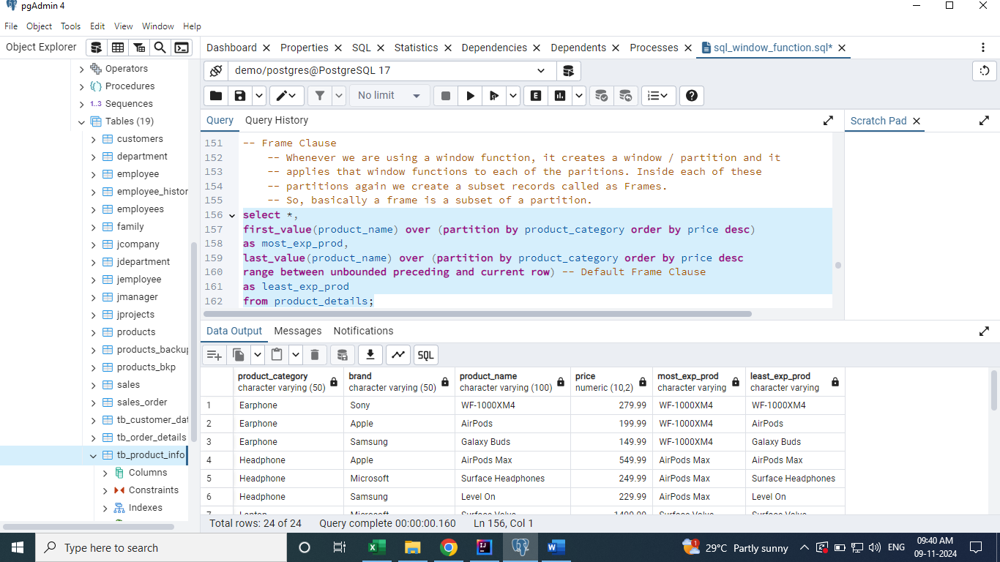 pgAdmin 4
File Object Tools Edit View Window Help
Object Explorer
Dashboard Properties SQL Statistics Dependencies Dependents Processes sql_window_function.sql*
Operators
Procedures
1..3 Sequences
Tables (19)
customers
department
employee
employee_histor
employees
family
jcompany
jdepartment
jemployee
jmanager
jprojects
products
products_backup
products_bkp
sales
sales_order
tb_customer_dat
tb_order_details
tb_product_info
Columns
Constraints
Indexes
demo/postgres@PostgreSQL 17
No limit
E
Query Query History
Scratch Pad
151 -- Frame Clause
152 -- Whenever we are using a window function, it creates a window / partition and it
153 -- applies that window functions to each of the paritions. Inside each of these
154 -- partitions again we create a subset records called as Frames.
155 -- So, basically a frame is a subset of a partition.
156 select *,
157 first_value(product_name) over (partition by product_category order by price desc)
158 as most_exp_prod,
159 last_value(product_name) over (partition by product_category order by price desc
160 range between unbounded preceding and current row) -- Default Frame Clause
161 as least_exp_prod
162 from product_details;
Data Output Messages Notifications
SQL
product_category brand product_name price most_exp_prod least_exp_prod
character varying (50) character varying (50) character varying (100) numeric (10,2) character varying character varying
1 Earphone Sony WF-1000XM4 279.99 WF-1000XM4 WF-1000XM4
2 Earphone Apple AirPods 199.99 WF-1000XM4 AirPods
3 Earphone Samsung Galaxy Buds 149.99 WF-1000XM4 Galaxy Buds
4 Headphone Apple AirPods Max 549.99 AirPods Max AirPods Max
5 Headphone Microsoft Surface Headphones 249.99 AirPods Max Surface Headphones
6 Headphone Samsung Level On 229.99 AirPods Max Level On
Total rows: 24 of 24 Query complete 00:00:00.160 Ln 156, Col 1
Type here to search
1
29°C Partly sunny
ENG
09:40 AM
09-11-2024